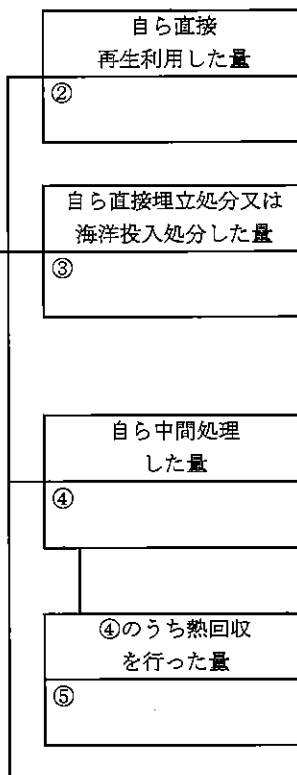 自ら直接
再生利用した量
②
自ら直接埋立処分又は
海洋投入処分した量
③
自ら中間処理
した量
④
④のうち熱回収
を行った量
⑤